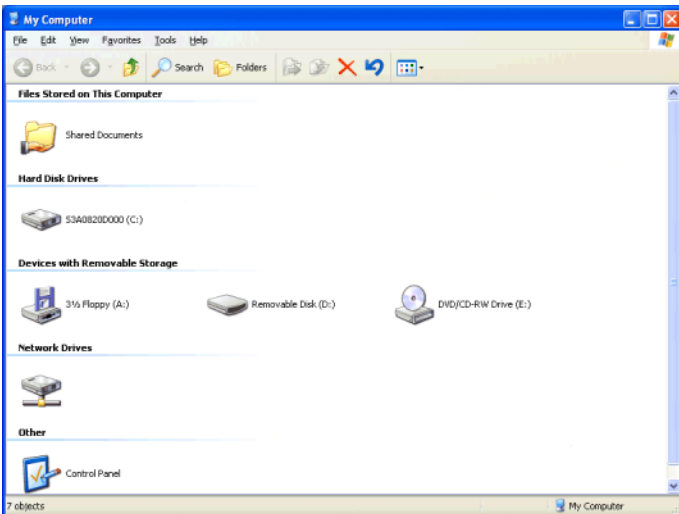 My Computer
File Edit View Favorites Tools Help
Back Search Folders
Files Stored on This Computer
Shared Documents
Hard Disk Drives
S3A0820D000 (C:)
Devices with Removable Storage
3½ Floppy (A:) Removable Disk (D:) DVD/CD-RW Drive (E:)
Network Drives
Other
Control Panel
7 objects My Computer